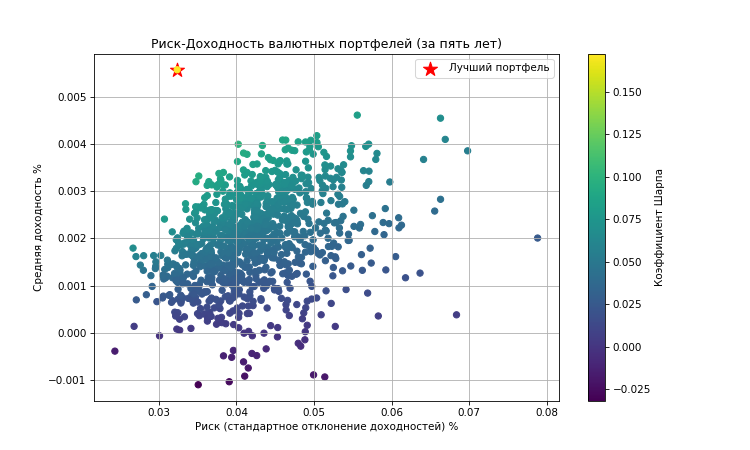 Риск-Доходность валютных портфелей (за пять лет)
Лучший портфель
Средняя доходность %
0.005
0.004
0.003
0.002
0.001
0.000
−0.001
0.03 0.04 0.05 0.06 0.07 0.08
Риск (стандартное отклонение доходностей) %
0.150
0.125
0.100
0.075
0.050
0.025
0.000
−0.025
Коэффициент Шарпа